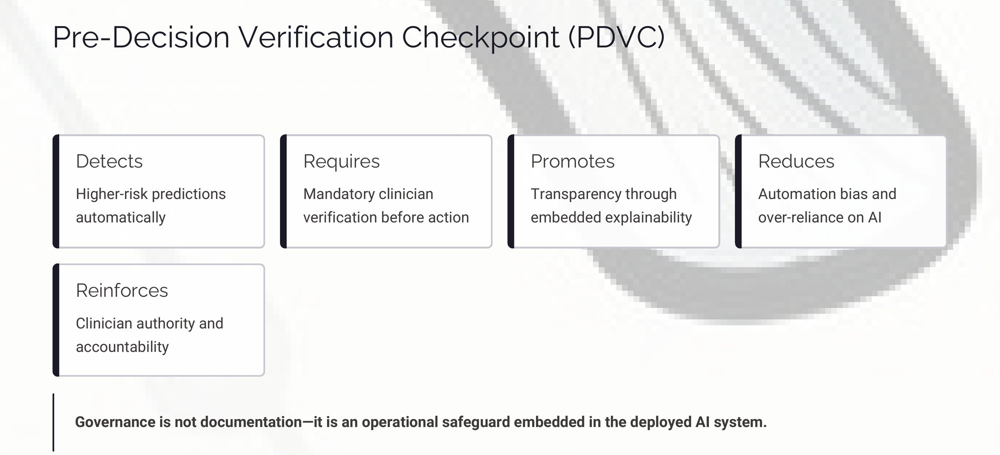 Pre-Decision Verification Checkpoint (PDVC)
Detects
Higher-risk predictions
automatically
Requires
Mandatory clinician
verification before action
Promotes
Transparency through
embedded explainability
Reduces
Automation bias and
over-reliance on AI
Reinforces
Clinician authority and
accountability
Governance is not documentation—it is an operational safeguard embedded in the deployed AI system.